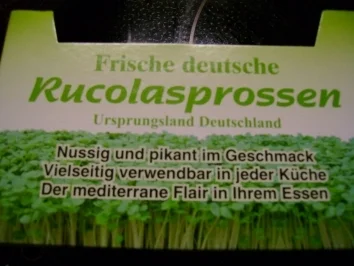 Frische deutsche
Rucolasprossen
Ursprungsland Deutschland
Nussig und pikant im Geschmack
Vielseitig verwendbar in jeder Küche
Der mediterrane Flair in Ihrem Essen